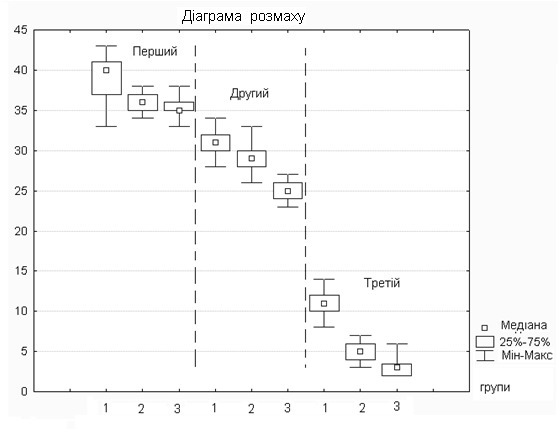 Діаграма розмаху
45
40
35
30
25
20
15
10
5
0
Перший
Другий
Третій
Медіана
25%-75%
Мін-Макс
групи
1 2 3 1 2 3 1 2 3